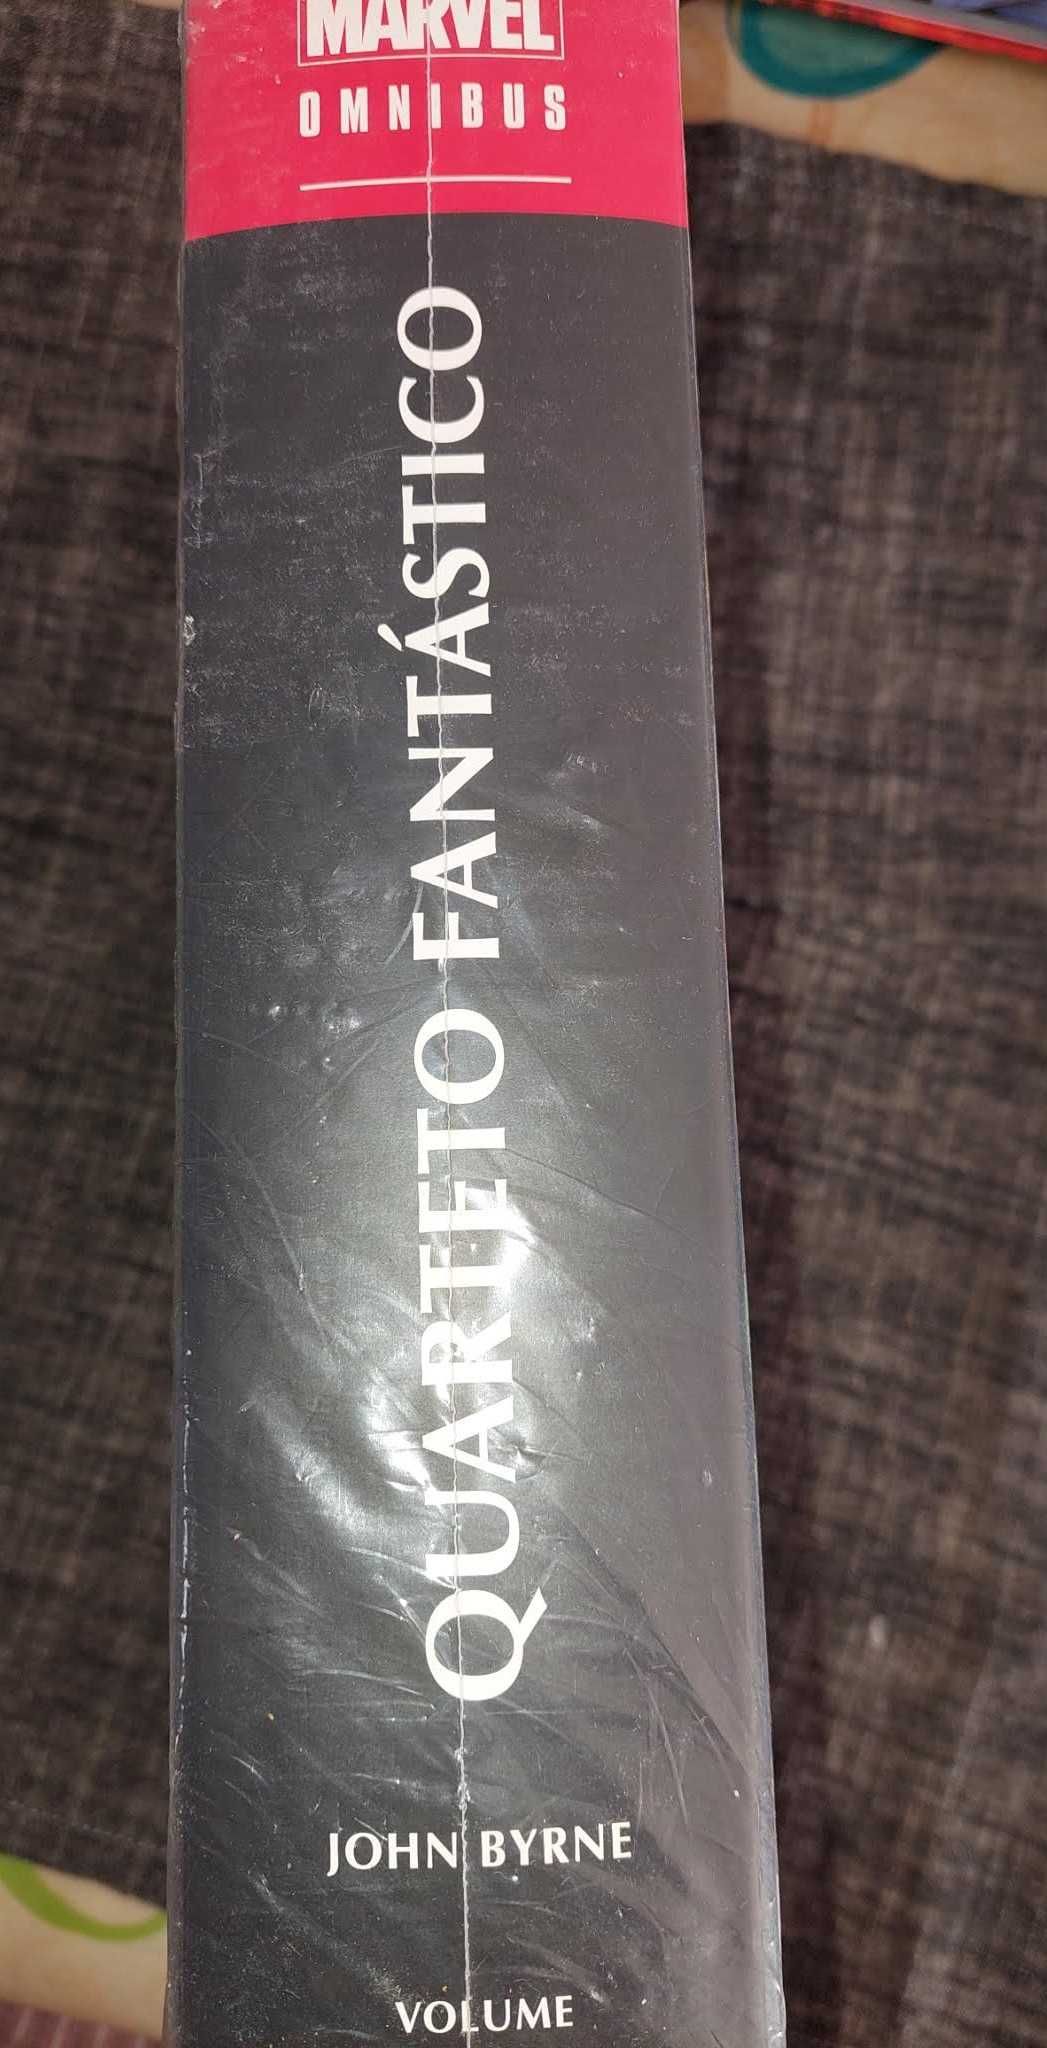 MARVEL
OMNIBUS
QUARTETO FANTÁSTICO
JOHN BYRNE
VOLUME